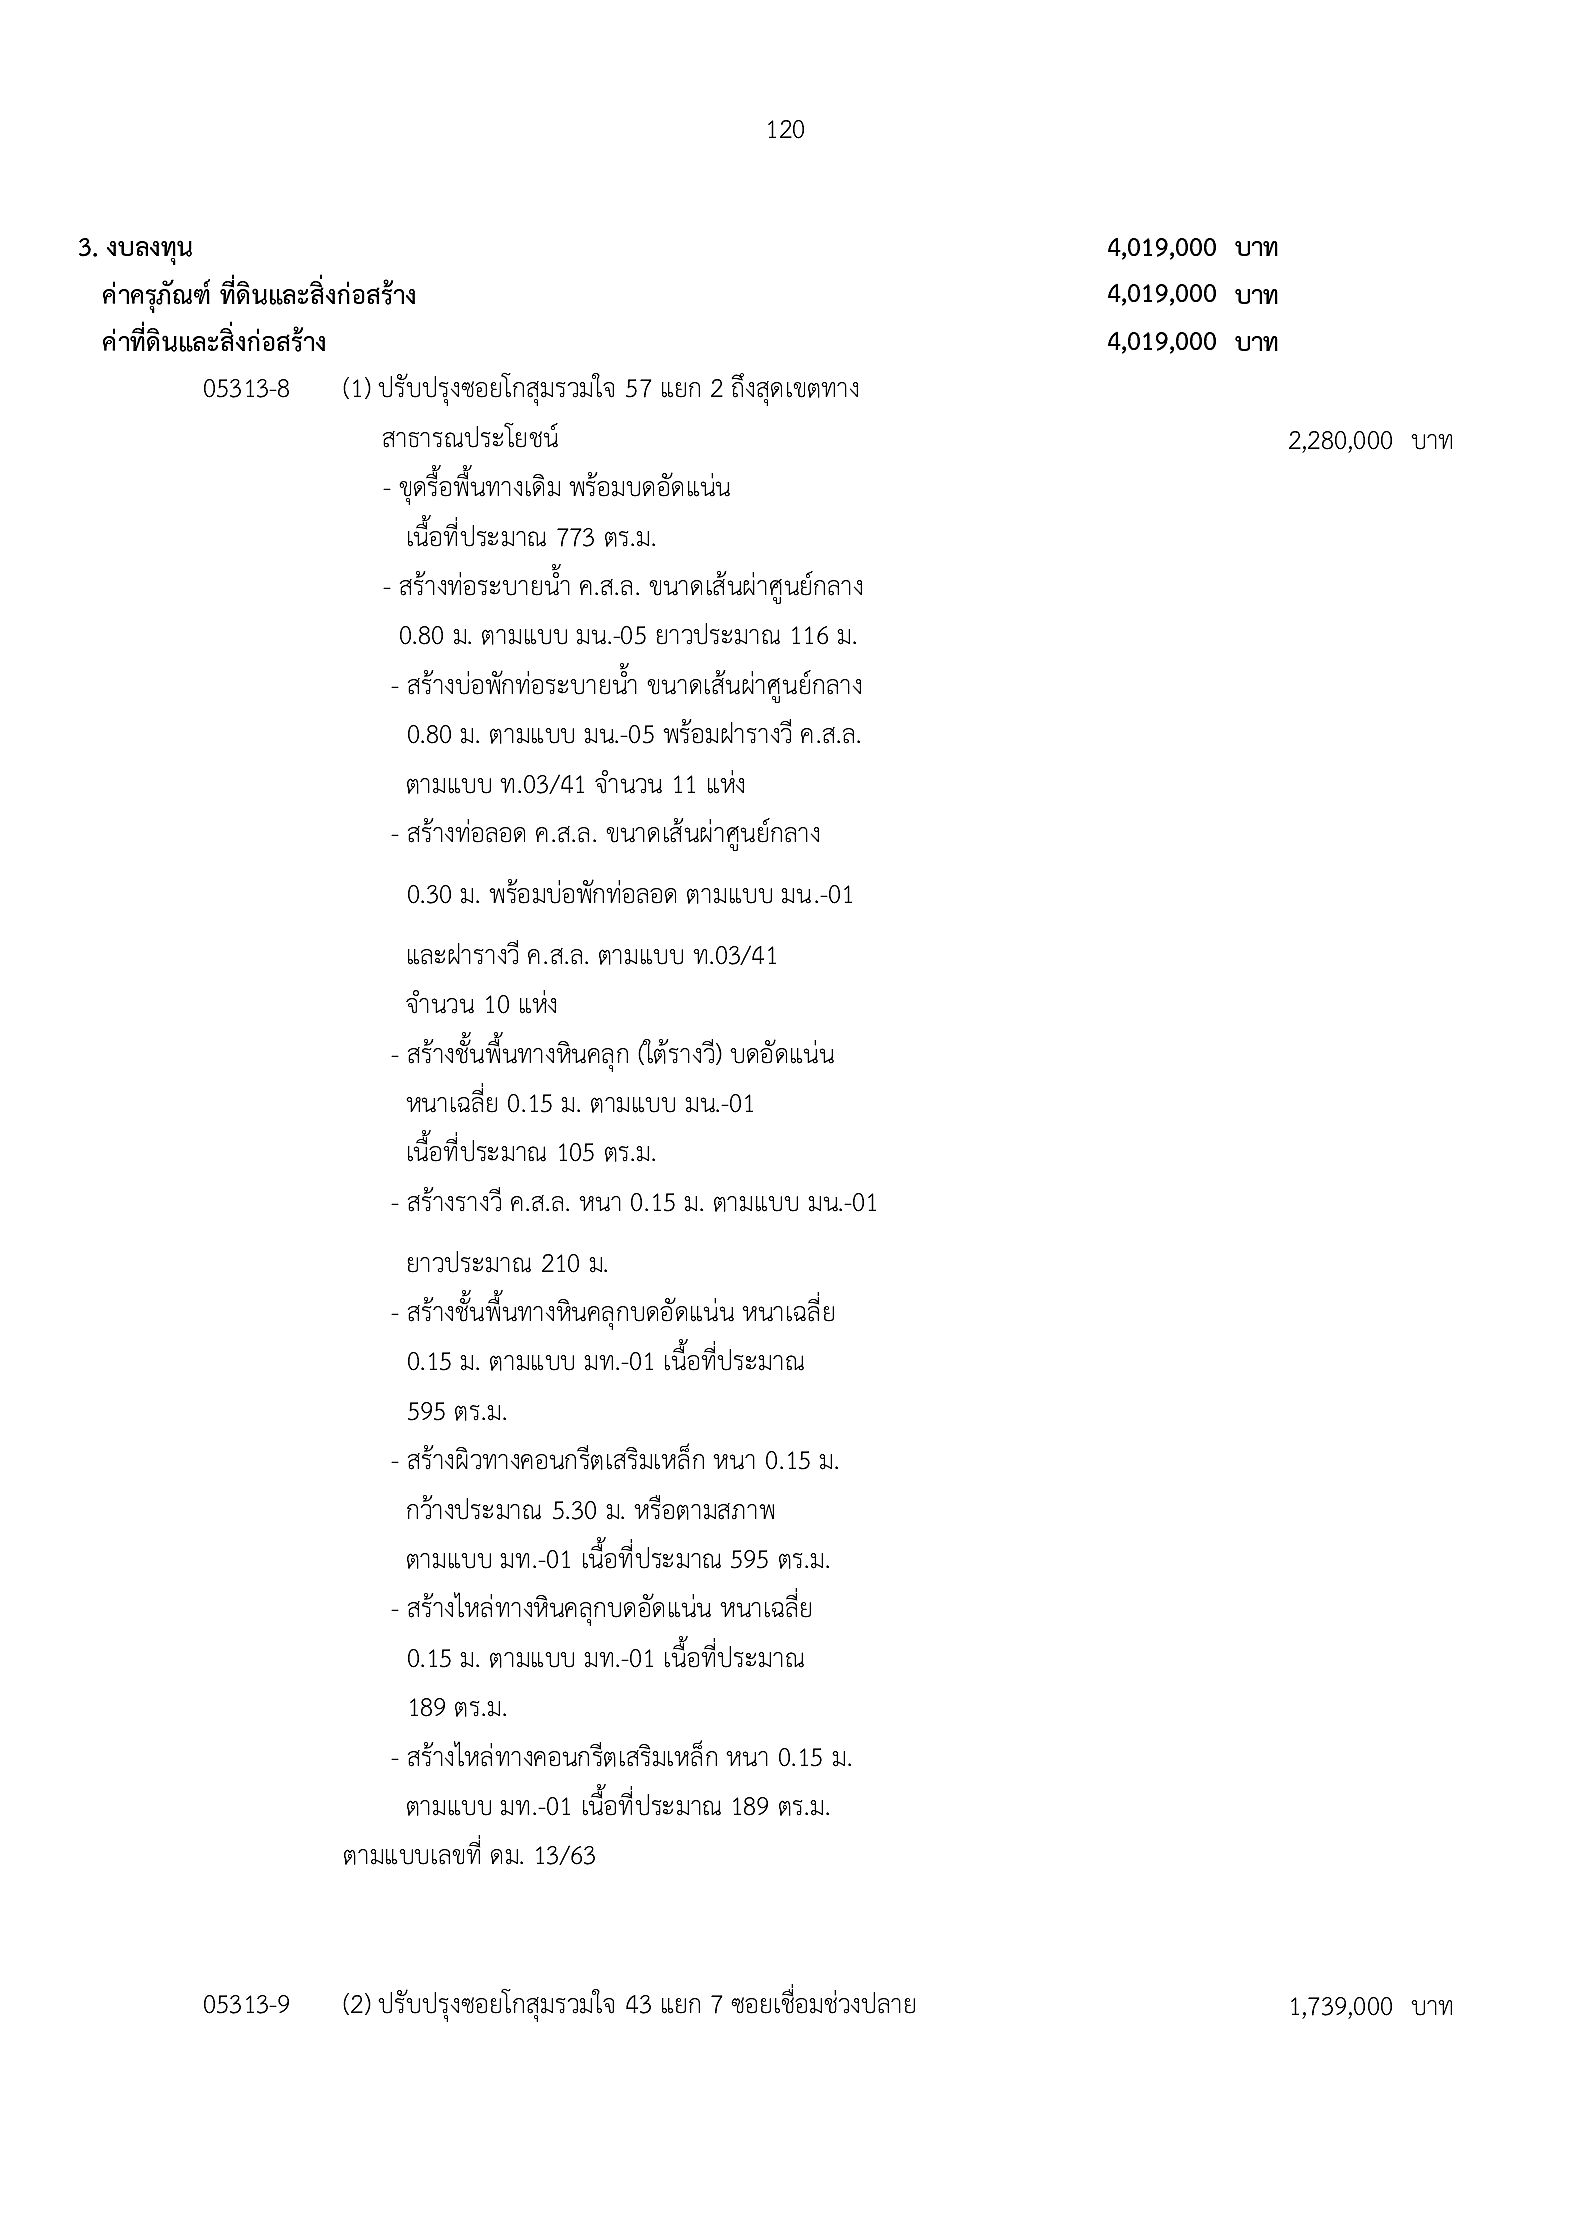 120
3. งบลงทุน 4,019,000 บาท
ค่าครุภัณฑ์ ที่ดินและสิ่งก่อสร้าง 4,019,000 บาท
ค่าที่ดินและสิ่งก่อสร้าง 4,019,000 บาท
05313-8 (1) ปรับปรุงซอยโกสุมรวมใจ 57 แยก 2 ถึงสุดเขตทาง
สาธารณประโยชน์ 2,280,000 บาท
- ขุดรื้อพื้นทางเดิม พร้อมบดอัดแน่น
เนื้อที่ประมาณ 773 ตร.ม.
- สร้างท่อระบายน้ำ ค.ส.ล. ขนาดเส้นผ่าศูนย์กลาง
0.80 ม. ตามแบบ มน.-05 ยาวประมาณ 116 ม.
- สร้างบ่อพักท่อระบายน้ำ ขนาดเส้นผ่าศูนย์กลาง
0.80 ม. ตามแบบ มน.-05 พร้อมฝารางวี ค.ส.ล.
ตามแบบ ท.03/41 จำนวน 11 แห่ง
- สร้างท่อลอด ค.ส.ล. ขนาดเส้นผ่าศูนย์กลาง
0.30 ม. พร้อมบ่อพักท่อลอด ตามแบบ มน.-01
และฝารางวี ค.ส.ล. ตามแบบ ท.03/41
จำนวน 10 แห่ง
- สร้างชั้นพื้นทางหินคลุก (ใต้รางวี) บดอัดแน่น
หนาเฉลี่ย 0.15 ม. ตามแบบ มน.-01
เนื้อที่ประมาณ 105 ตร.ม.
- สร้างรางวี ค.ส.ล. หนา 0.15 ม. ตามแบบ มน.-01
ยาวประมาณ 210 ม.
- สร้างชั้นพื้นทางหินคลุกบดอัดแน่น หนาเฉลี่ย
0.15 ม. ตามแบบ มท.-01 เนื้อที่ประมาณ
595 ตร.ม.
- สร้างผิวทางคอนกรีตเสริมเหล็ก หนา 0.15 ม.
กว้างประมาณ 5.30 ม. หรือตามสภาพ
ตามแบบ มท.-01 เนื้อที่ประมาณ 595 ตร.ม.
- สร้างไหล่ทางหินคลุกบดอัดแน่น หนาเฉลี่ย
0.15 ม. ตามแบบ มท.-01 เนื้อที่ประมาณ
189 ตร.ม.
- สร้างไหล่ทางคอนกรีตเสริมเหล็ก หนา 0.15 ม.
ตามแบบ มท.-01 เนื้อที่ประมาณ 189 ตร.ม.
ตามแบบเลขที่ ดม. 13/63
05313-9 (2) ปรับปรุงซอยโกสุมรวมใจ 43 แยก 7 ซอยเชื่อมช่วงปลาย 1,739,000 บาท